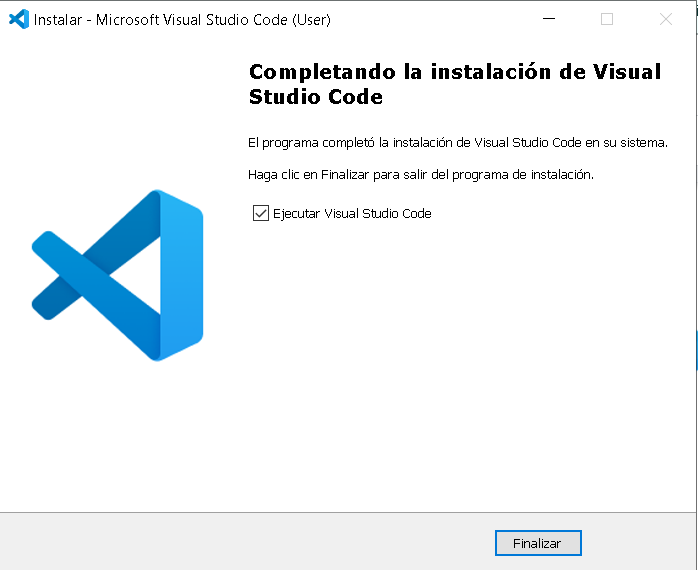 Instalar - Microsoft Visual Studio Code (User)
Completando la instalación de Visual
Studio Code
El programa completó la instalación de Visual Studio Code en su sistema.
Haga clic en Finalizar para salir del programa de instalación.
Ejecutar Visual Studio Code
Finalizar